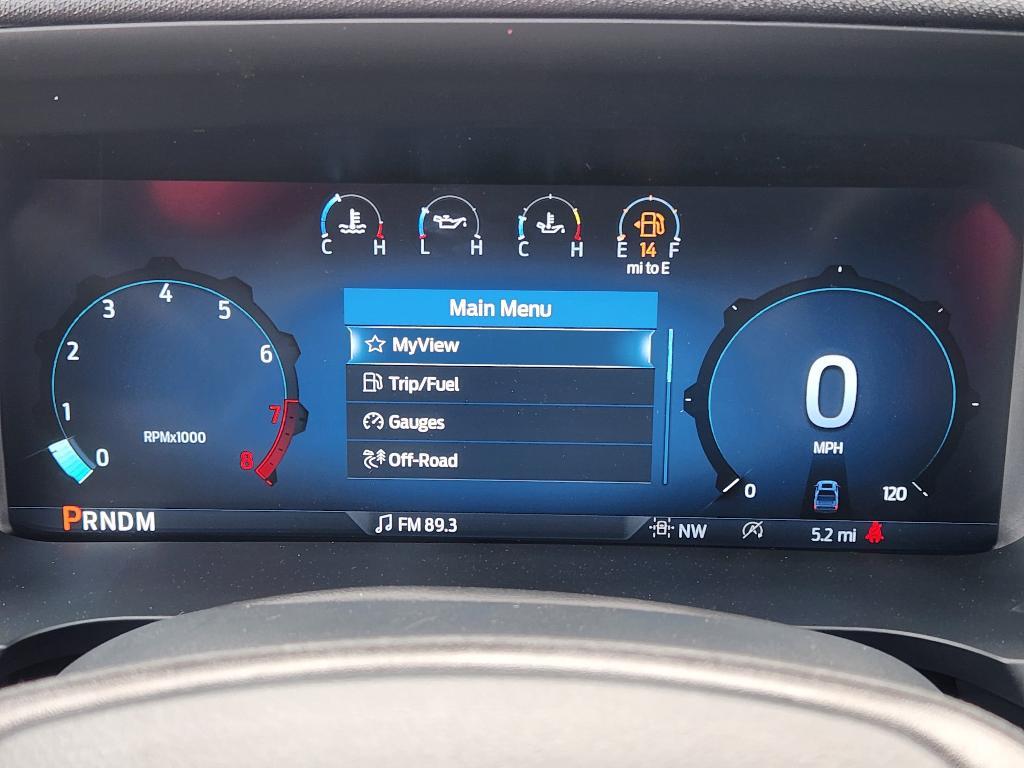 C H L H C H E 14 F
mi to E
Main Menu
MyView
Trip/Fuel
Gauges
Off-Road
0 1 2 3 4 5 6 7 8
RPMx1000
0
MPH
0 120
PRNDM
FM 89.3
NW
5.2 mi